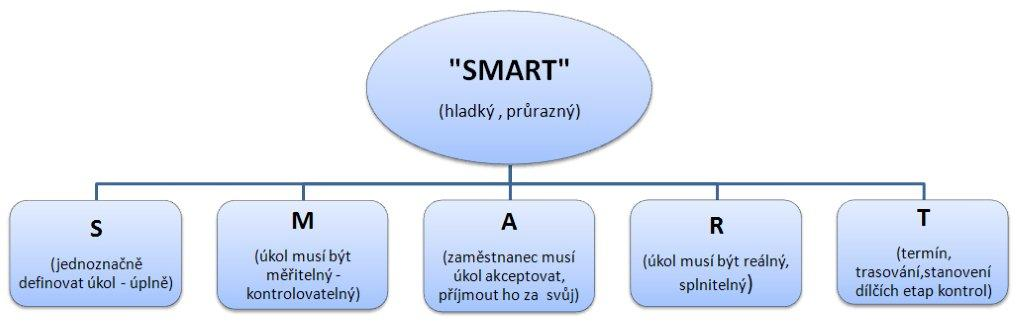 "SMART"
(hladký , průrazný)
S
(jednoznačně
definovat úkol - úplně)
M
(úkol musí být
měřitelný -
kontrolovatelný)
A
(zaměstnanec musí
úkol akceptovat,
příjmout ho za svůj)
R
(úkol musí být reálný,
splnitelný)
T
(termín,
trasování,stanovení
dílčích etap kontrol)